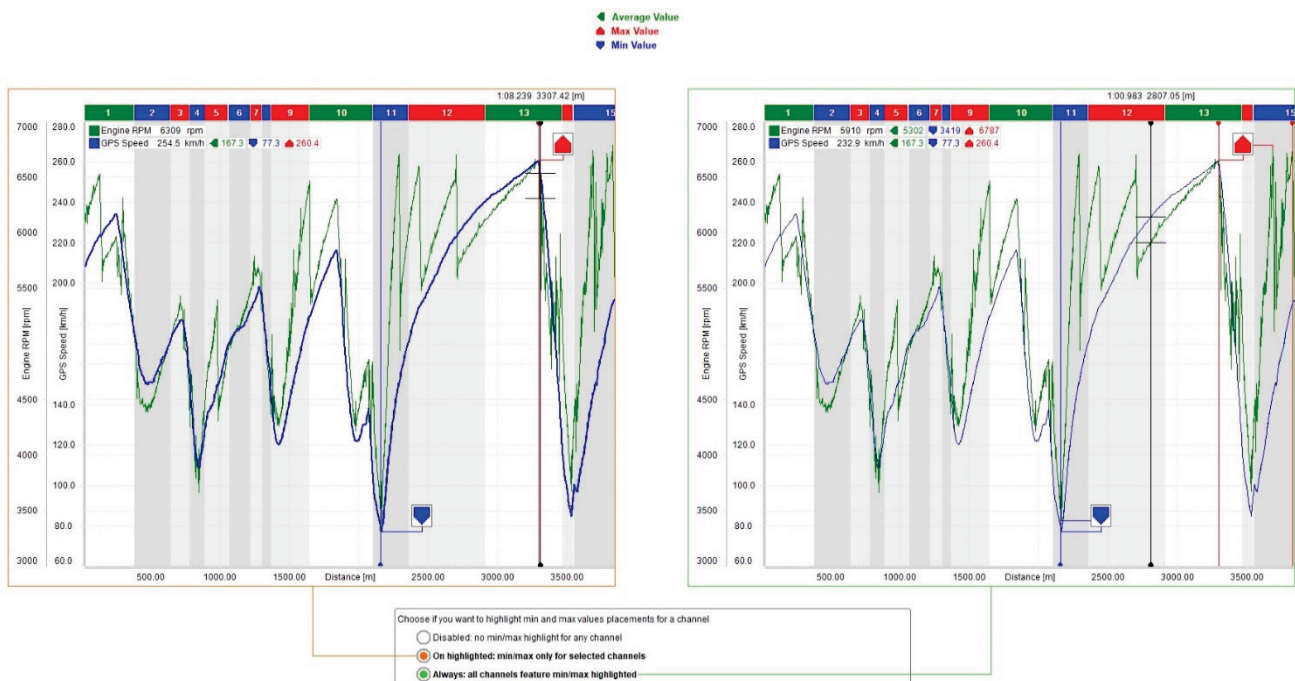 Average Value
Max Value
Min Value
1:08.239 3307.42 [m]
1 2 3 4 5 6 7 9 10 11 12 13 15
Engine RPM 6309 rpm
GPS Speed 254.5 km/h 167.3 77.3 260.4
7000
6500
6000
5500
4500
4000
3500
3000
Engine RPM [rpm]
280.0
260.0
240.0
220.0
200.0
140.0
120.0
100.0
80.0
60.0
GPS Speed [km/h]
500.00 1000.00 1500.00 Distance [m] 2500.00 3000.00 3500.00
1:00.983 2807.05 [m]
1 2 3 4 5 6 7 9 10 11 12 13 15
Engine RPM 5910 rpm 5302 3419 6787
GPS Speed 232.9 km/h 167.3 77.3 260.4
7000
6500
6000
5500
4500
4000
3500
3000
Engine RPM [rpm]
280.0
260.0
240.0
220.0
200.0
140.0
120.0
100.0
80.0
60.0
GPS Speed [km/h]
500.00 1000.00 1500.00 Distance [m] 2500.00 3000.00 3500.00
Choose if you want to highlight min and max values placements for a channel
Disabled: no min/max highlight for any channel
On highlighted: min/max only for selected channels
Always: all channels feature min/max highlighted